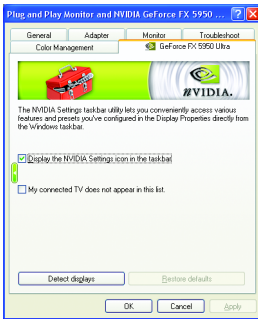 Plug and Play Monitor and NVIDIA GeForce FX 5950 ...
General Adapter Monitor Troubleshoot
Color Management GeForce FX 5950 Ultra
NVIDIA.
The NVIDIA Settings taskbar utility lets you conveniently access various
features and presets you've configured in the Display Properties directly from
the Windows taskbar.
Display the NVIDIA Settings icon in the taskbar
My connected TV does not appear in this list.
Detect displays Restore defaults
OK Cancel Apply